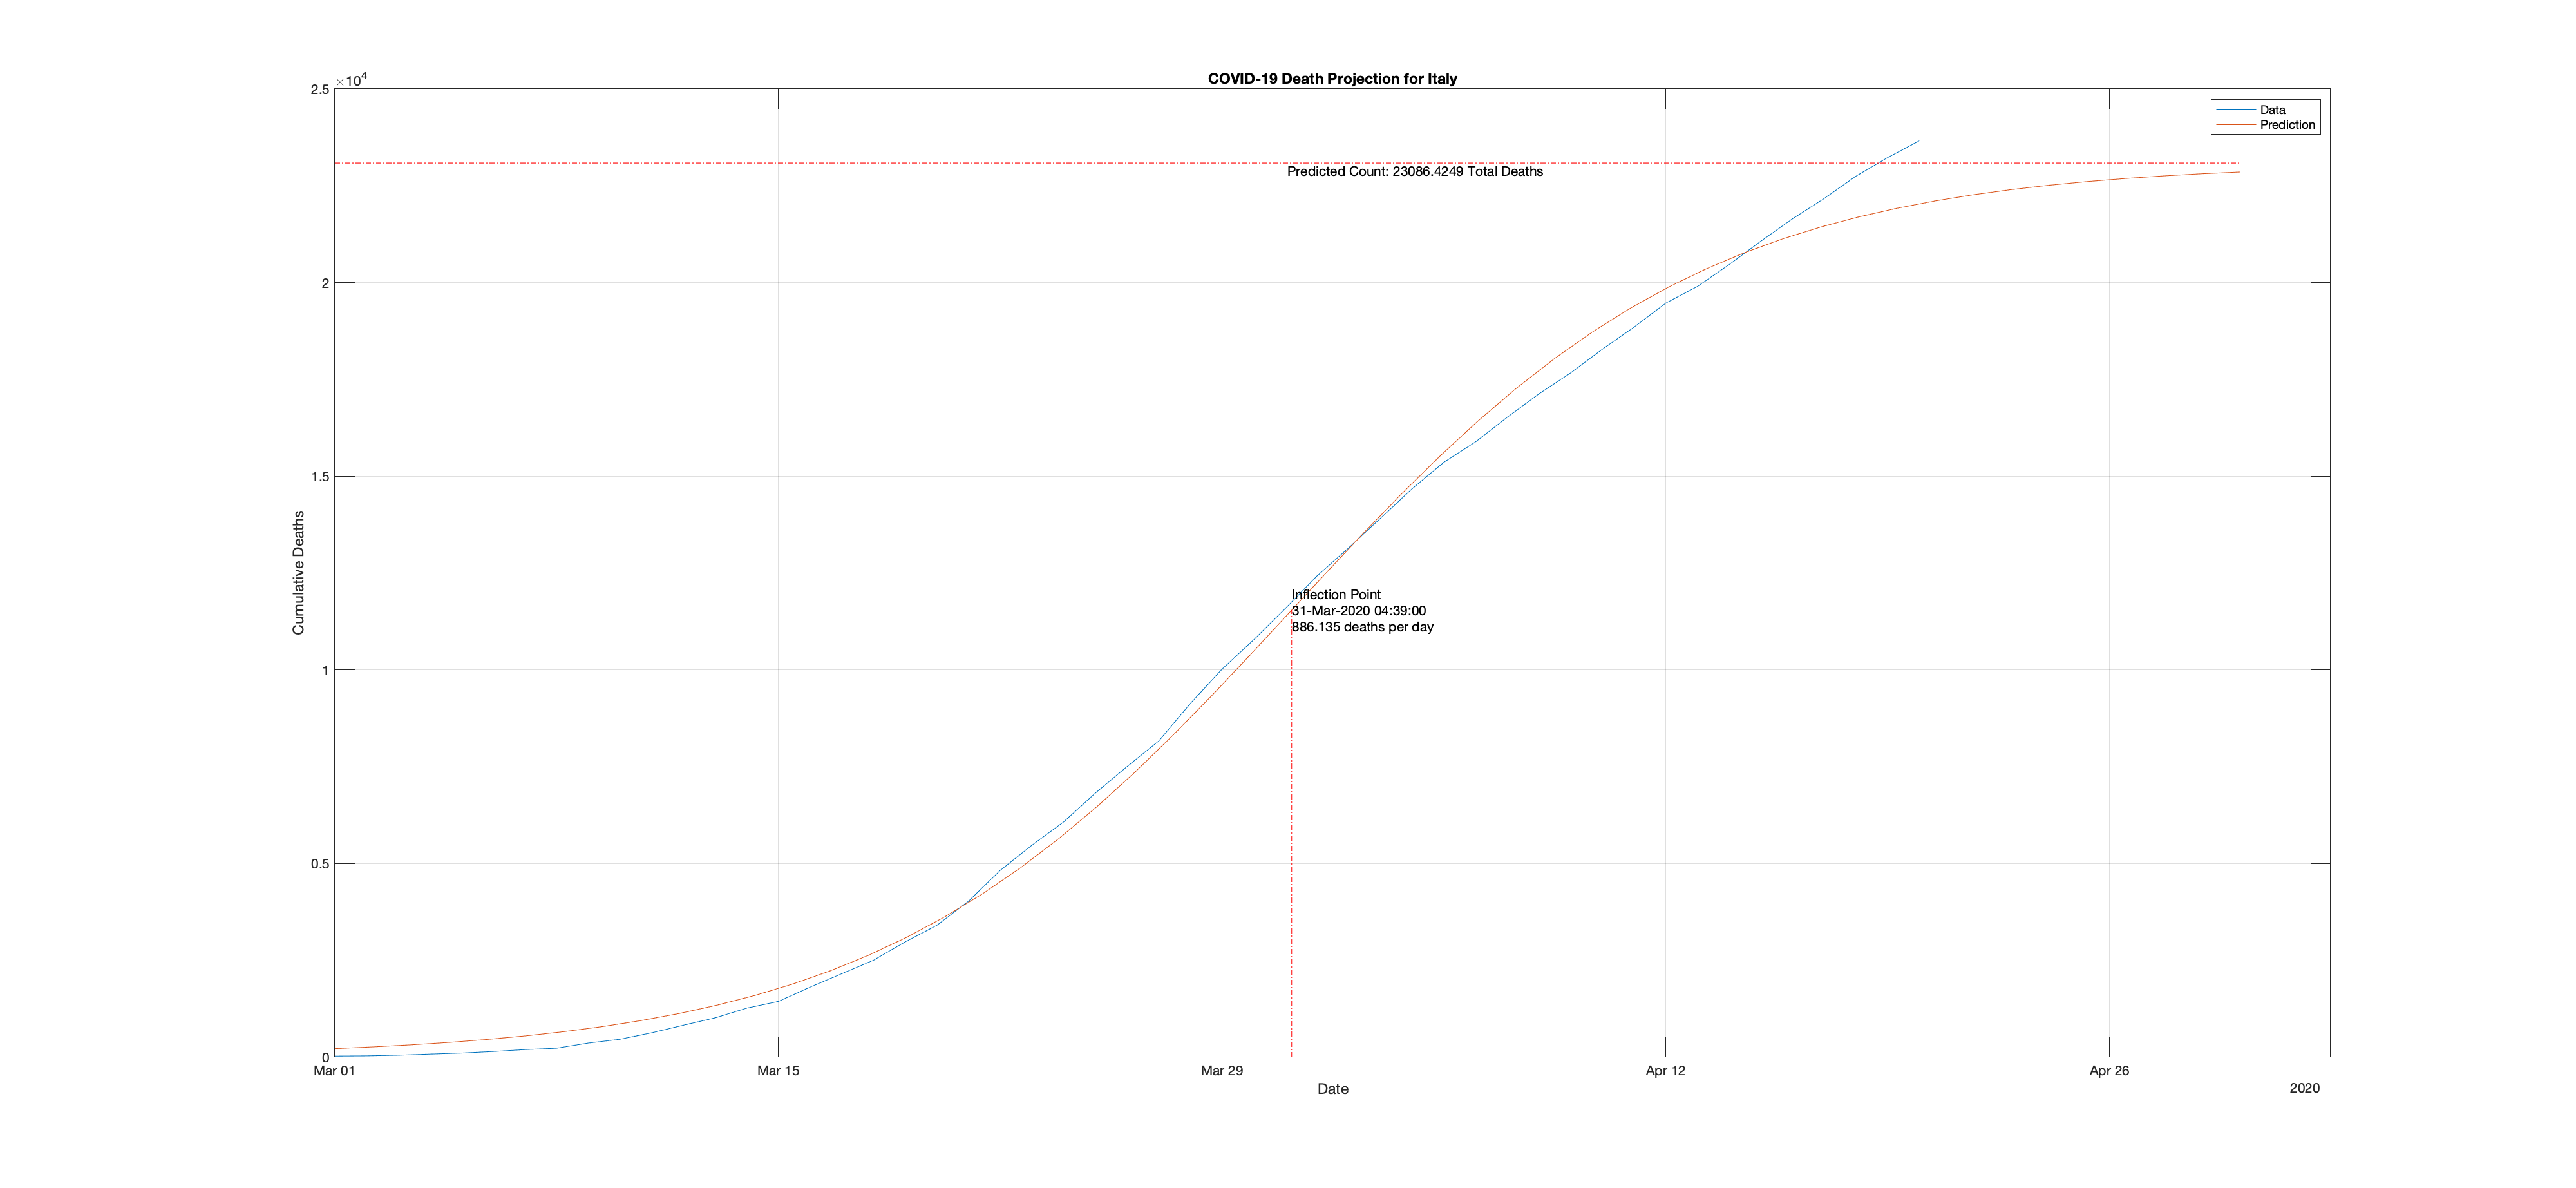 COVID-19 Death Projection for Italy
×10⁴
2.5
2
1.5
1
0.5
0
Cumulative Deaths
Data
Prediction
Predicted Count: 23086.4249 Total Deaths
Inflection Point
31-Mar-2020 04:39:00
886.135 deaths per day
Mar 01
Mar 15
Mar 29
Apr 12
Apr 26
Date
2020